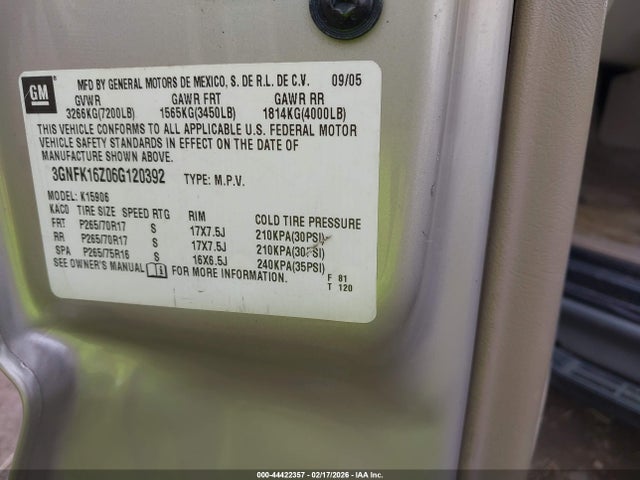 GM
MFD BY GENERAL MOTORS DE MEXICO, S. DE R.L. DE C.V. 09/05
GVWR GAWR FRT GAWR RR
3266KG(7200LB) 1565KG(3450LB) 1814KG(4000LB)
THIS VEHICLE CONFORMS TO ALL APPLICABLE U.S. FEDERAL MOTOR
VEHICLE SAFETY STANDARDS IN EFFECT ON THE DATE OF
MANUFACTURE SHOWN ABOVE.
3GNFK16Z06G120392 TYPE: M.P.V.
MODEL: K15906
KACO TIRE SIZE SPEED RTG RIM COLD TIRE PRESSURE
FRT P265/70R17 S 17X7.5J 210KPA(30PSI)
RR P265/70R17 S 17X7.5J 210KPA(30PSI)
SPA P265/75R16 S 16X6.5J 240KPA(35PSI)
SEE OWNER'S MANUAL FOR MORE INFORMATION.
F 81
T 120
000-44422357 - 02/17/2026 - IAA Inc.